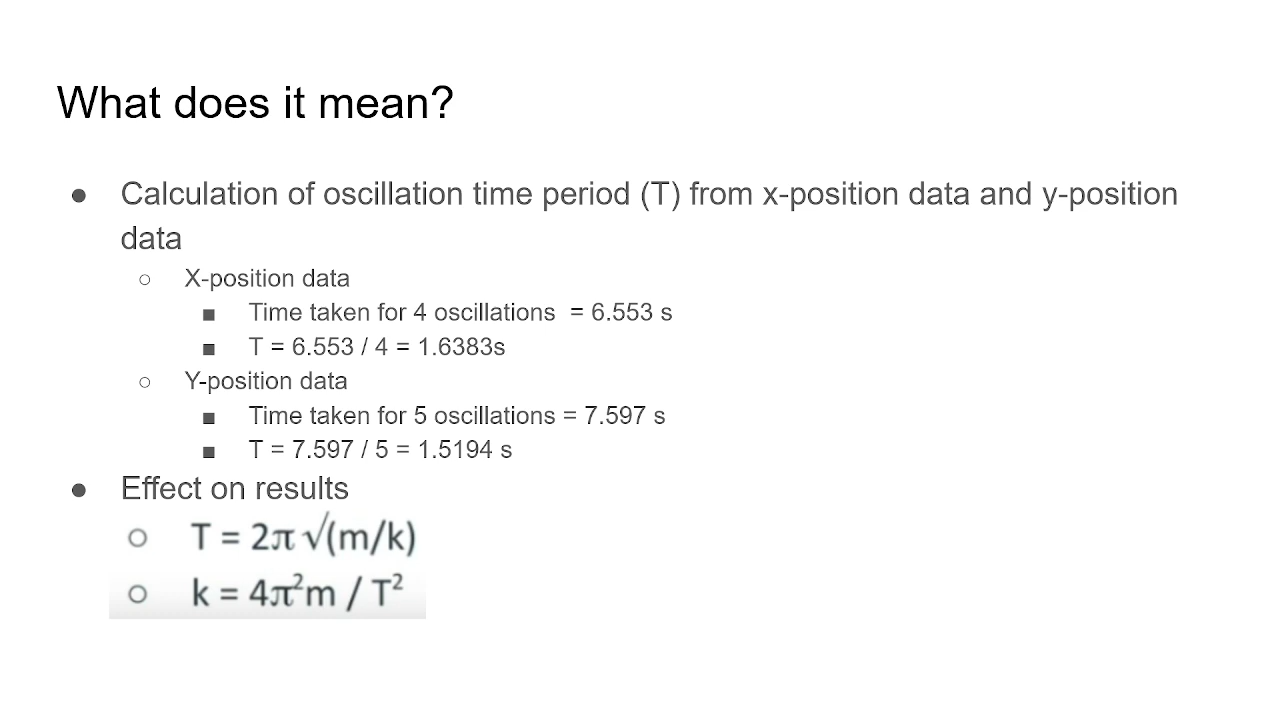 What does it mean?
● Calculation of oscillation time period (T) from x-position data and y-position
data
○ X-position data
■ Time taken for 4 oscillations  = 6.553 s
■ T = 6.553 / 4 = 1.6383s
○ Y-position data
■ Time taken for 5 oscillations = 7.597 s
■ T = 7.597 / 5 = 1.5194 s
● Effect on results
○ T = 2π √(m/k)
○ k = 4π²m / T²